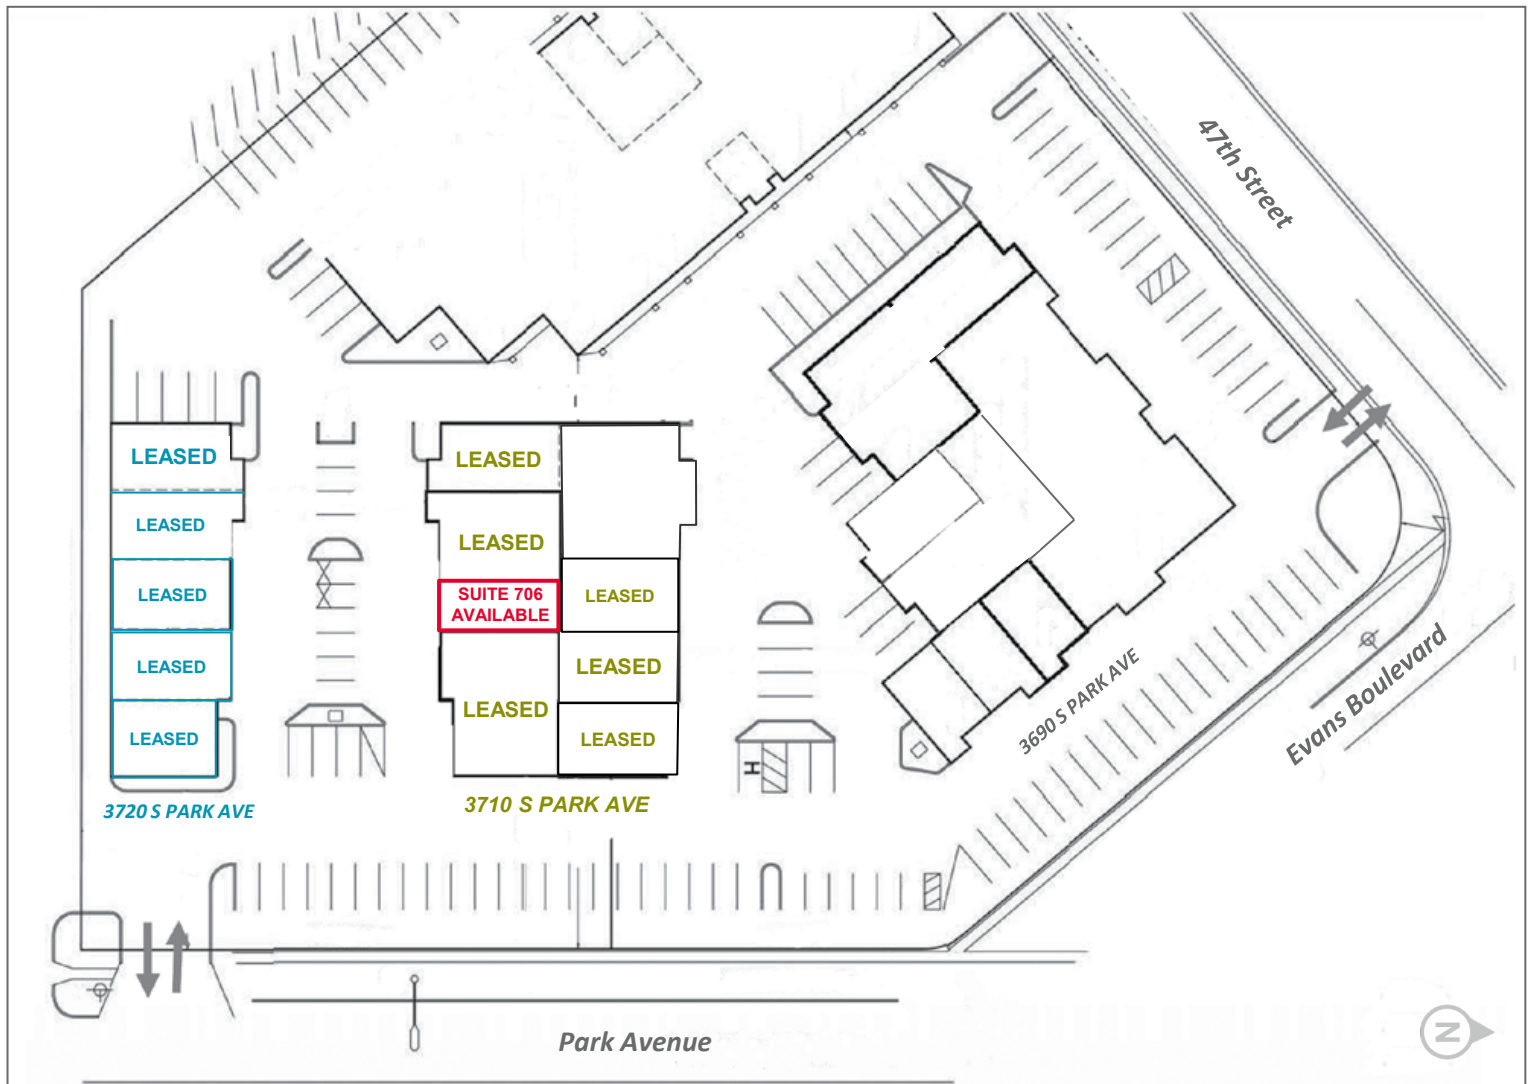 47th Street
LEASED
LEASED
LEASED
LEASED
LEASED
3720 S PARK AVE
LEASED
LEASED
SUITE 706
AVAILABLE
LEASED
LEASED
LEASED
LEASED
3710 S PARK AVE
H
3690 S PARK AVE
Evans Boulevard
Park Avenue
N